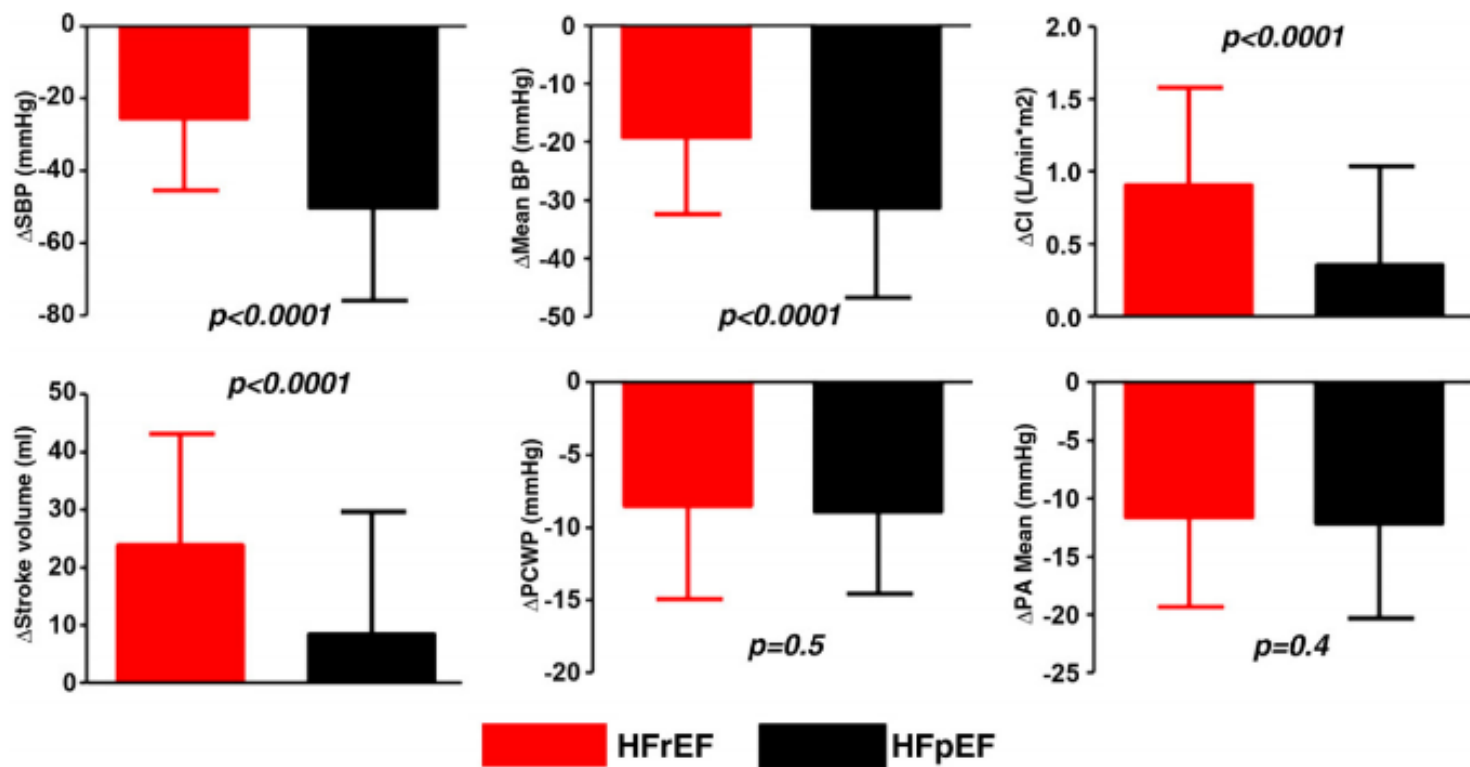 ΔSBP (mmHg)
0
-20
-40
-60
-80
p<0.0001
ΔMean BP (mmHg)
0
-10
-20
-30
-40
-50
p<0.0001
ΔCI (L/min*m2)
2.0
1.5
1.0
0.5
0.0
p<0.0001
ΔStroke volume (ml)
50
40
30
20
10
0
p<0.0001
ΔPCWP (mmHg)
0
-5
-10
-15
-20
p=0.5
ΔPA Mean (mmHg)
0
-5
-10
-15
-20
-25
p=0.4
HFrEF
HFpEF